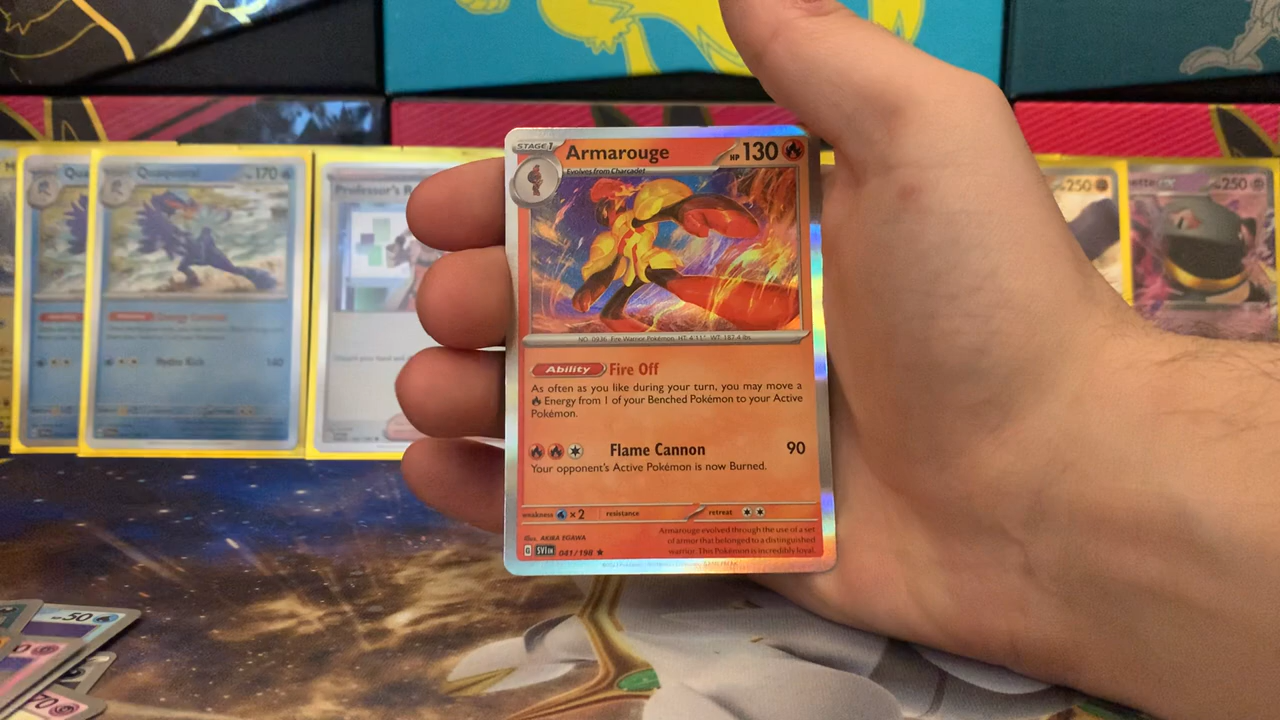 STAGE 1
Armarouge
HP 130
Evolves from Charcadet
NO. 0936 Fire Warrior Pokémon HT: 4'11" WT: 187.4 lbs.
Ability Fire Off
As often as you like during your turn, you may move a
Energy from 1 of your Benched Pokémon to your Active
Pokémon.
Flame Cannon 90
Your opponent's Active Pokémon is now Burned.
weakness x2 resistance retreat
Illus. AKIRA EGAWA
G SVI EN 041/198
Armarouge evolved through the use of a set
of armor that belonged to a distinguished
warrior. This Pokémon is incredibly loyal.
170
Hydro Kick 140
Professor's R
250
250
50
70